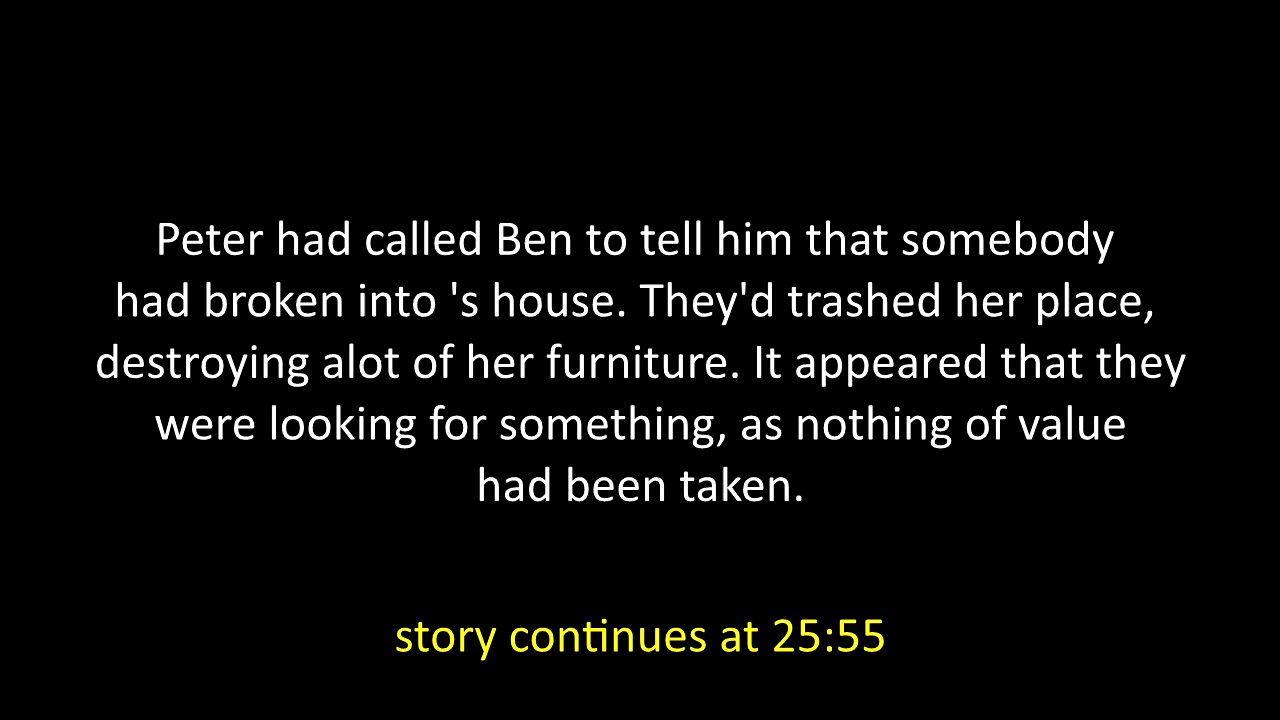 Peter had called Ben to tell him that somebody
had broken into 's house. They'd trashed her place,
destroying alot of her furniture. It appeared that they
were looking for something, as nothing of value
had been taken.
story continues at 25:55